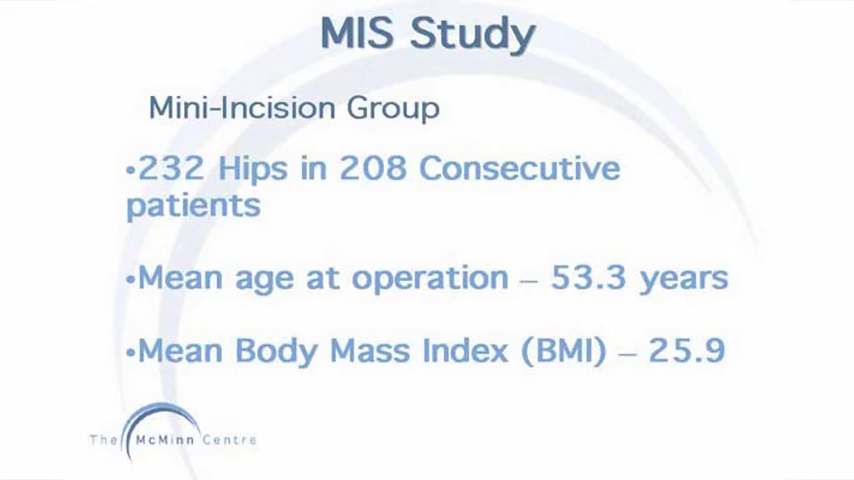 MIS Study
Mini-Incision Group
•232 Hips in 208 Consecutive
patients
•Mean age at operation – 53.3 years
•Mean Body Mass Index (BMI) – 25.9
The McMinn Centre